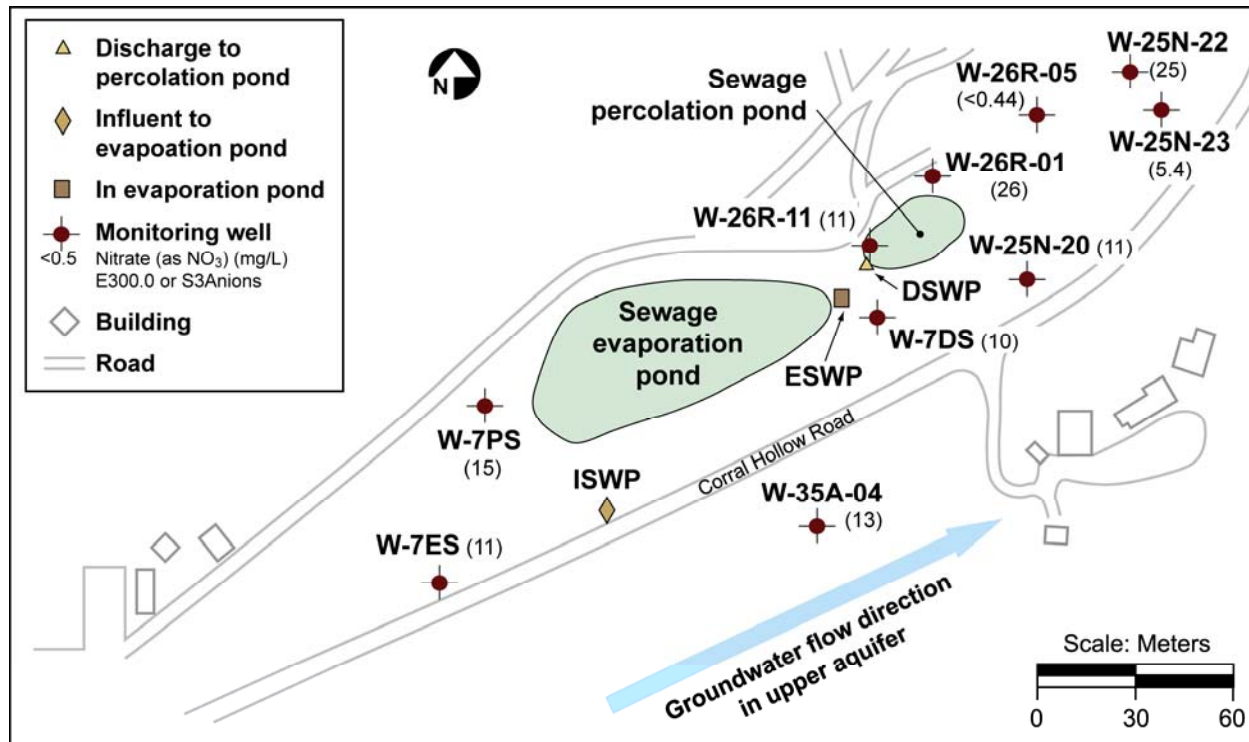 Discharge to
percolation pond
Influent to
evapoation pond
In evaporation pond
Monitoring well
<0.5
Nitrate (as NO₃) (mg/L)
E300.0 or S3Anions
Building
Road
N
Sewage
percolation pond
W-26R-05
(<0.44)
W-25N-22
(25)
W-25N-23
(5.4)
W-26R-01
(26)
W-26R-11 (11)
W-25N-20 (11)
DSWP
W-7DS (10)
ESWP
Sewage
evaporation
pond
W-7PS
(15)
ISWP
Corral Hollow Road
W-35A-04
(13)
W-7ES (11)
Groundwater flow direction
in upper aquifer
Scale: Meters
0 30 60